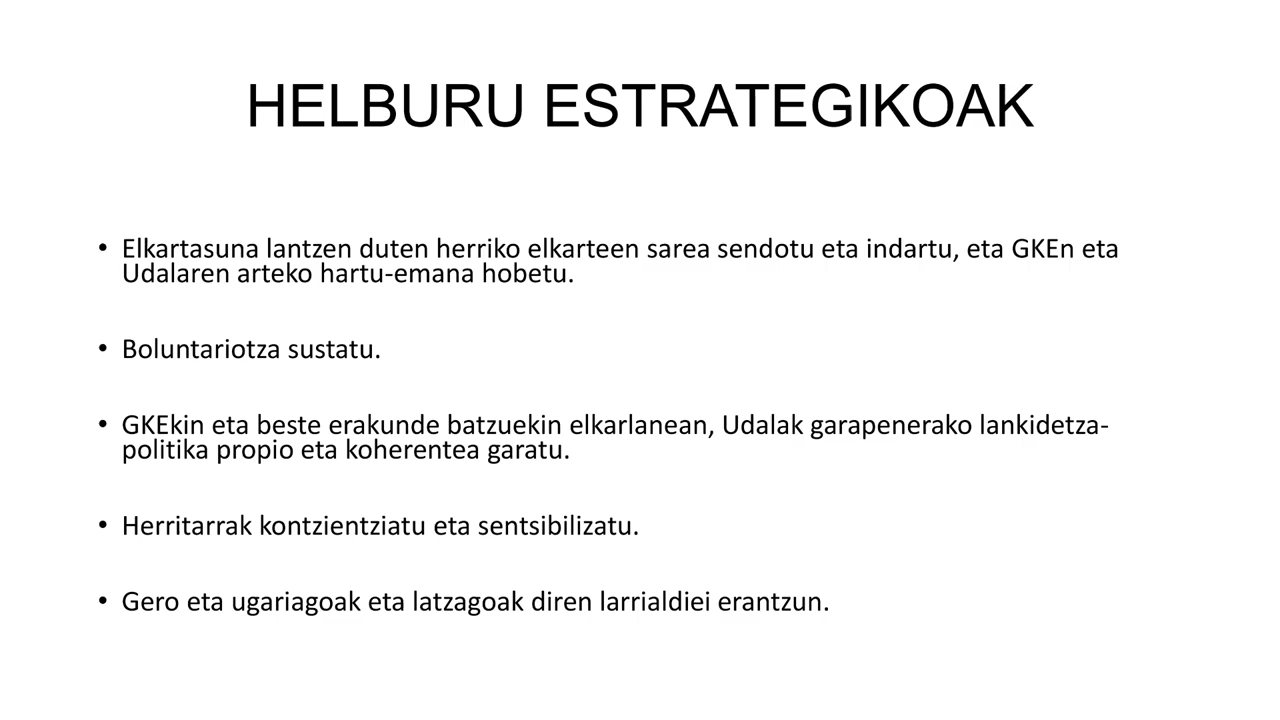 HELBURU ESTRATEGIKOAK
• Elkartasuna lantzen duten herriko elkarteen sarea sendotu eta indartu, eta GKEn eta
Udalaren arteko hartu-emana hobetu.
• Boluntariotza sustatu.
• GKEkin eta beste erakunde batzuekin elkarlanean, Udalak garapenerako lankidetza-
politika propio eta koherentea garatu.
• Herritarrak kontzientziatu eta sentsibilizatu.
• Gero eta ugariagoak eta latzagoak diren larrialdiei erantzun.